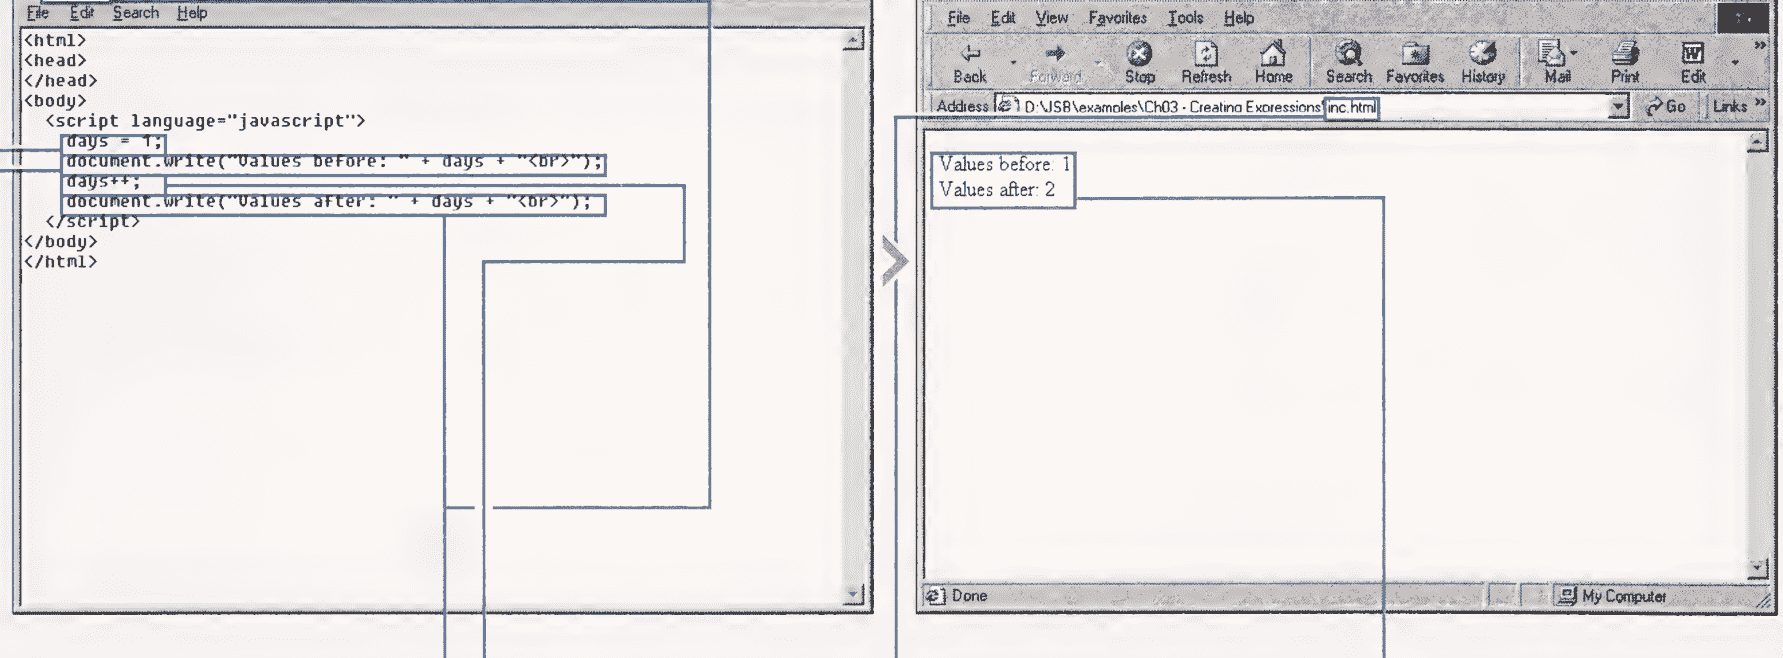 File Edit Search Help
<html>
<head>
</head>
<body>
<script language="javascript">
days = 1;
document.write("Values before: " + days + "<br>");
days++;
document.write("Values after: " + days + "<br>");
</script>
</body>
</html>
File Edit View Favorites Tools Help
Back Forward Stop Refresh Home Search Favorites History Mail Print Edit
Address D:\JSB\examples\Ch03 - Creating Expressions\inc.html Go Links
Values before: 1
Values after: 2
Done My Computer